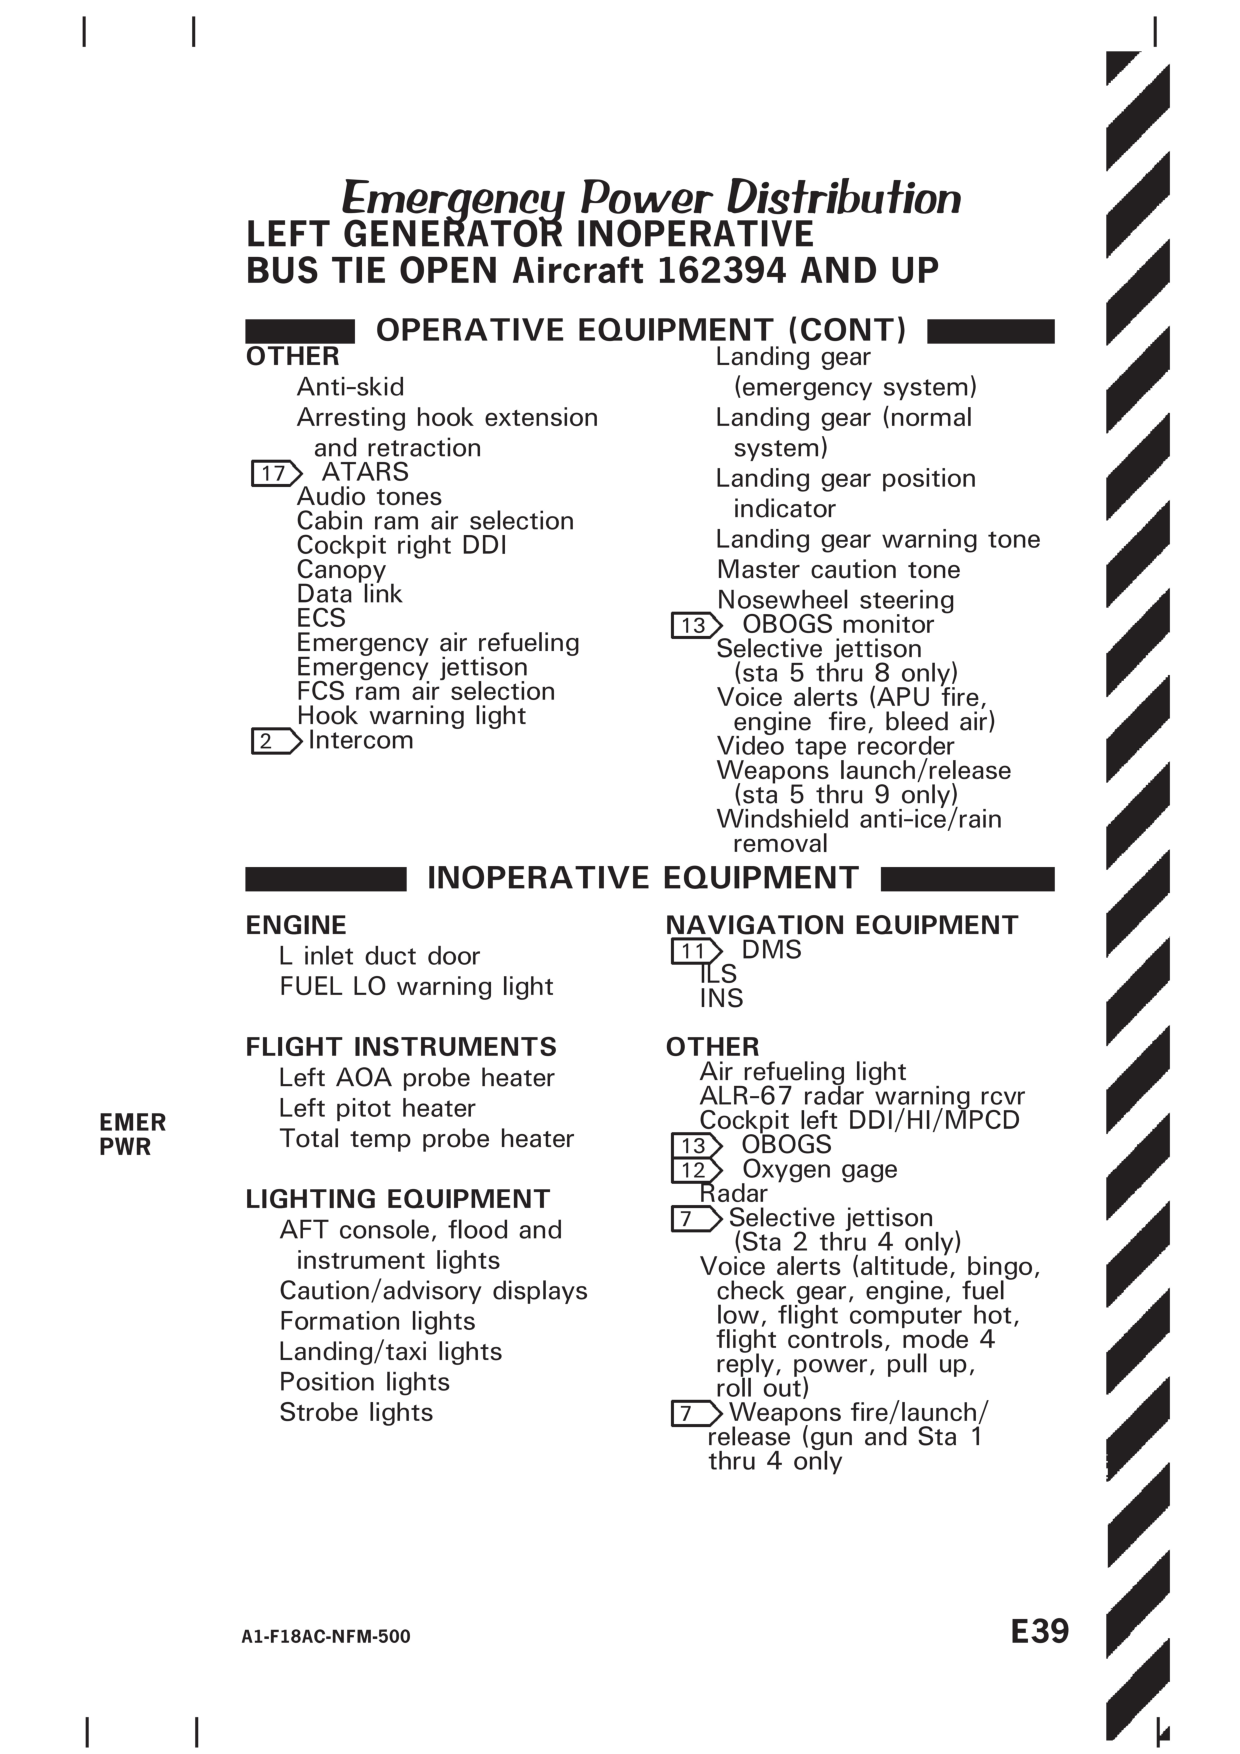 Emergency Power Distribution
LEFT GENERATOR INOPERATIVE
BUS TIE OPEN Aircraft 162394 AND UP
OPERATIVE EQUIPMENT (CONT)
OTHER
Anti-skid
Arresting hook extension
and retraction
17 ATARS
Audio tones
Cabin ram air selection
Cockpit right DDI
Canopy
Data link
ECS
Emergency air refueling
Emergency jettison
FCS ram air selection
Hook warning light
2 Intercom
Landing gear
(emergency system)
Landing gear (normal
system)
Landing gear position
indicator
Landing gear warning tone
Master caution tone
Nosewheel steering
13 OBOGS monitor
Selective jettison
(sta 5 thru 8 only)
Voice alerts (APU fire,
engine fire, bleed air)
Video tape recorder
Weapons launch/release
(sta 5 thru 9 only)
Windshield anti-ice/rain
removal
INOPERATIVE EQUIPMENT
ENGINE
L inlet duct door
FUEL LO warning light
FLIGHT INSTRUMENTS
Left AOA probe heater
Left pitot heater
Total temp probe heater
LIGHTING EQUIPMENT
AFT console, flood and
instrument lights
Caution/advisory displays
Formation lights
Landing/taxi lights
Position lights
Strobe lights
NAVIGATION EQUIPMENT
11 DMS
ILS
INS
OTHER
Air refueling light
ALR-67 radar warning rcvr
Cockpit left DDI/HI/MPCD
13 OBOGS
12 Oxygen gage
Radar
7 Selective jettison
(Sta 2 thru 4 only)
Voice alerts (altitude, bingo,
check gear, engine, fuel
low, flight computer hot,
flight controls, mode 4
reply, power, pull up,
roll out)
7 Weapons fire/launch/
release (gun and Sta 1
thru 4 only
EMER
PWR
A1-F18AC-NFM-500
E39